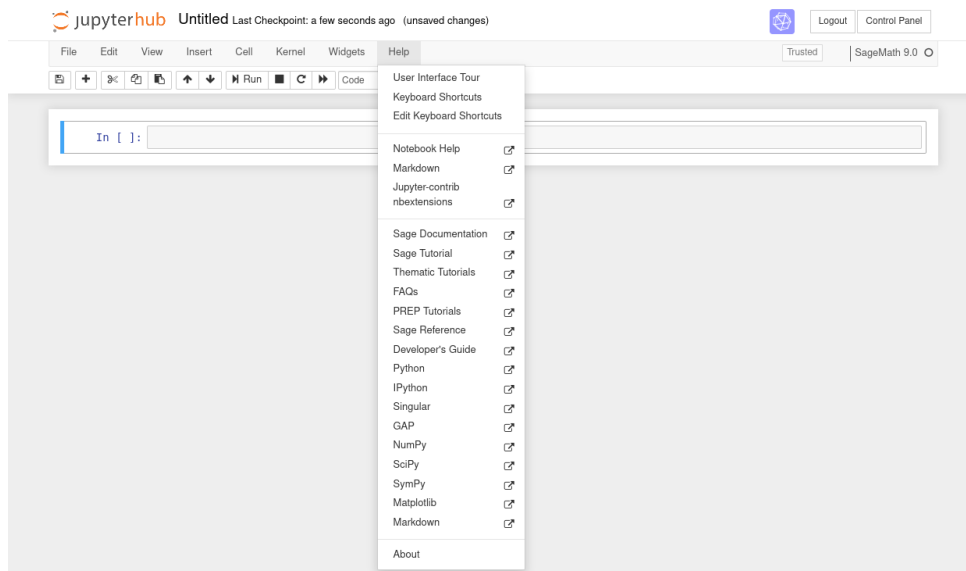 jupyterhub Untitled Last Checkpoint: a few seconds ago (unsaved changes) Logout Control Panel
File Edit View Insert Cell Kernel Widgets Help Trusted SageMath 9.0
Run Code
In [ ]:
User Interface Tour
Keyboard Shortcuts
Edit Keyboard Shortcuts
Notebook Help
Markdown
Jupyter-contrib
nbextensions
Sage Documentation
Sage Tutorial
Thematic Tutorials
FAQs
PREP Tutorials
Sage Reference
Developer's Guide
Python
IPython
Singular
GAP
NumPy
SciPy
SymPy
Matplotlib
Markdown
About